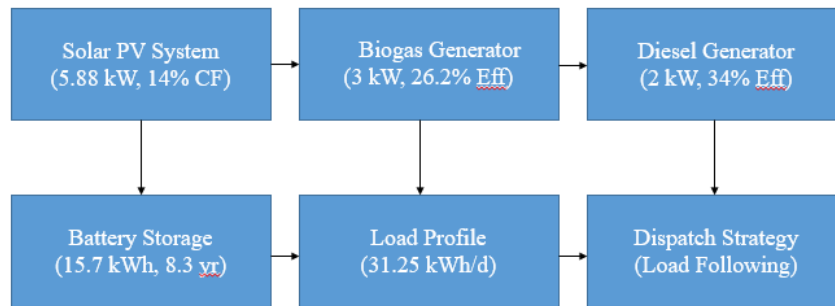 Solar PV System
(5.88 kW, 14% CF)
Biogas Generator
(3 kW, 26.2% Eff)
Diesel Generator
(2 kW, 34% Eff)
Battery Storage
(15.7 kWh, 8.3 yr)
Load Profile
(31.25 kWh/d)
Dispatch Strategy
(Load Following)